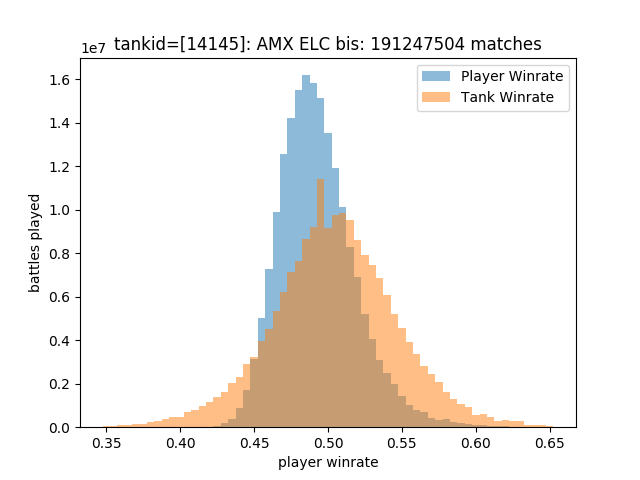 1e7 tankid=[14145]: AMX ELC bis: 191247504 matches
Player Winrate
Tank Winrate
1.6
1.4
1.2
1.0
0.8
0.6
0.4
0.2
0.0
battles played
0.35 0.40 0.45 0.50 0.55 0.60 0.65
player winrate